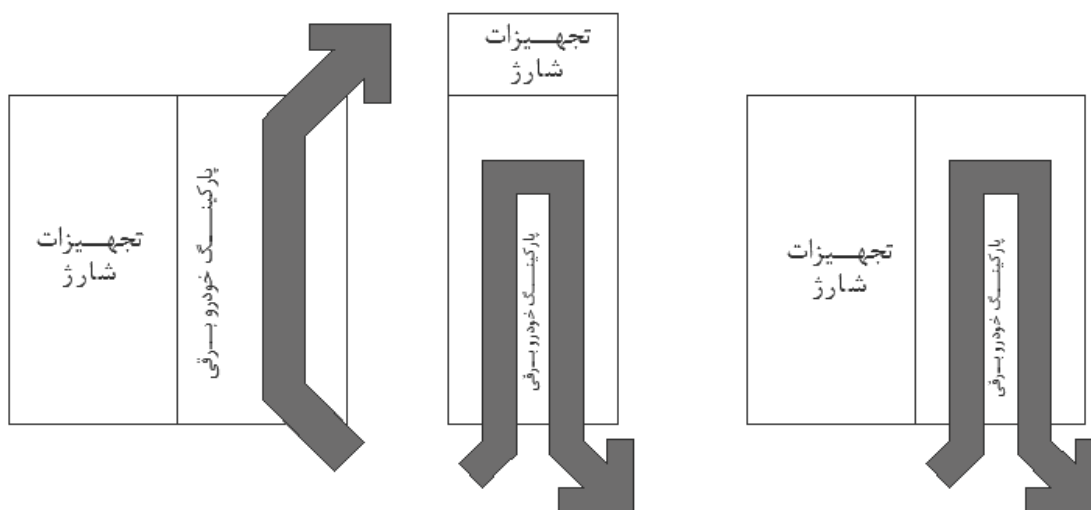 تجهیزات
شارژ
پارکینگ خودرو برقی
تجهیزات
شارژ
پارکینگ خودرو برقی
تجهیزات
شارژ
پارکینگ خودرو برقی